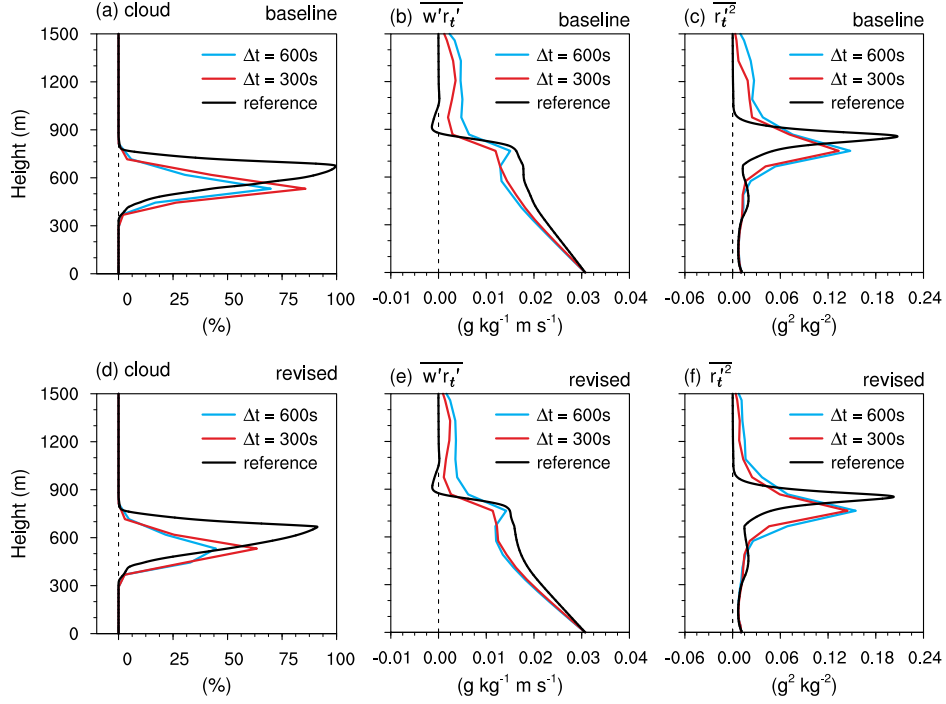 (a) cloud baseline
1500
1200
900
600
300
0
Height (m)
Δt = 600s
Δt = 300s
reference
0 25 50 75 100
(%)
(b) w'rₜ' baseline
Δt = 600s
Δt = 300s
reference
-0.01 0.00 0.01 0.02 0.03 0.04
(g kg⁻¹ m s⁻¹)
(c) rₜ'² baseline
Δt = 600s
Δt = 300s
reference
-0.06 0.00 0.06 0.12 0.18 0.24
(g² kg⁻²)
(d) cloud revised
1500
1200
900
600
300
0
Height (m)
Δt = 600s
Δt = 300s
reference
0 25 50 75 100
(%)
(e) w'rₜ' revised
Δt = 600s
Δt = 300s
reference
-0.01 0.00 0.01 0.02 0.03 0.04
(g kg⁻¹ m s⁻¹)
(f) rₜ'² revised
Δt = 600s
Δt = 300s
reference
-0.06 0.00 0.06 0.12 0.18 0.24
(g² kg⁻²)